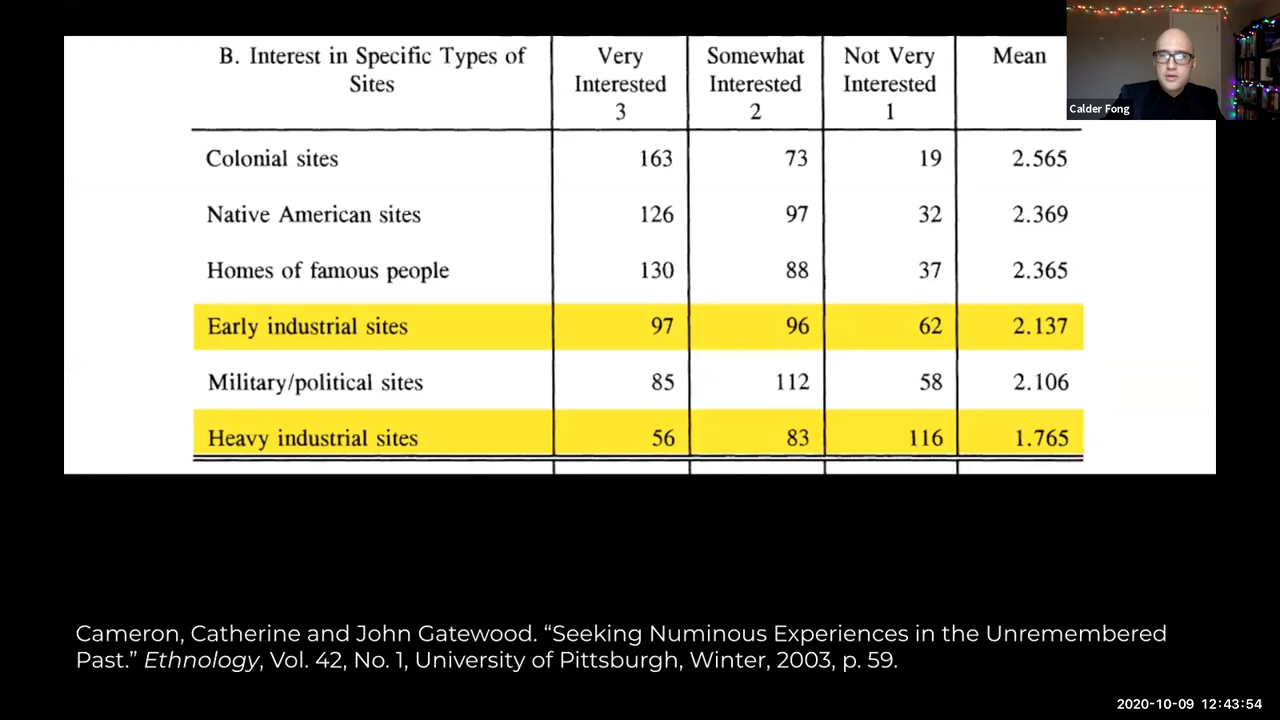 B. Interest in Specific Types of Sites | Very Interested 3 | Somewhat Interested 2 | Not Very Interested 1 | Mean
Colonial sites 163 73 19 2.565
Native American sites 126 97 32 2.369
Homes of famous people 130 88 37 2.365
Early industrial sites 97 96 62 2.137
Military/political sites 85 112 58 2.106
Heavy industrial sites 56 83 116 1.765
Calder Fong
Cameron, Catherine and John Gatewood. “Seeking Numinous Experiences in the Unremembered
Past.” Ethnology, Vol. 42, No. 1, University of Pittsburgh, Winter, 2003, p. 59.
2020-10-09 12:43:54